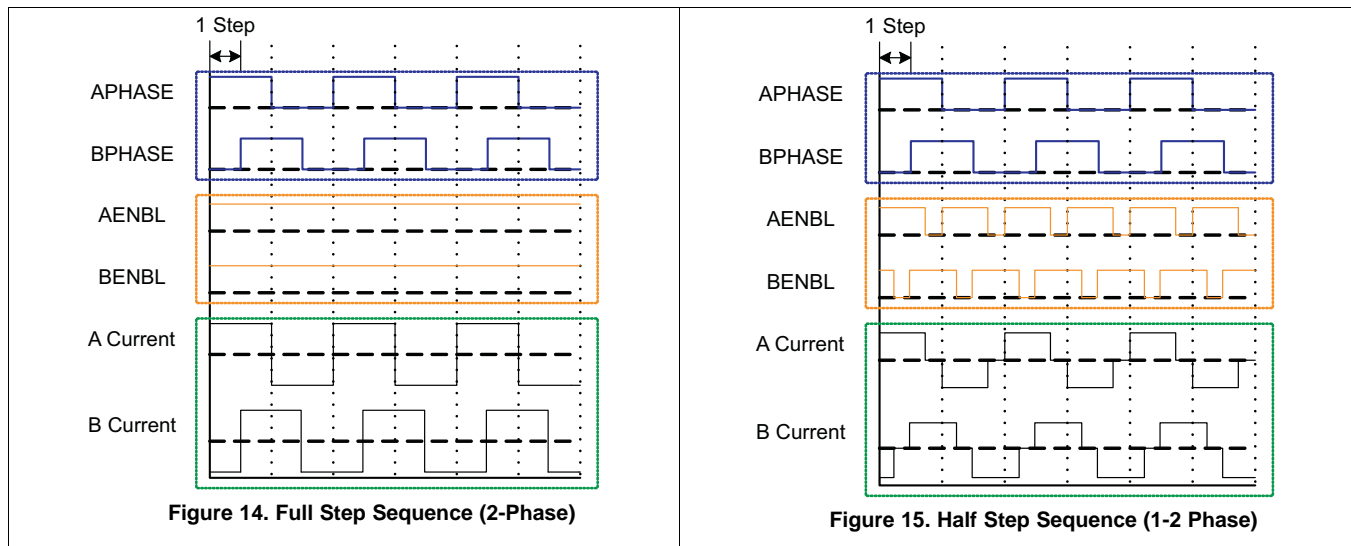 1 Step
APHASE
BPHASE
AENBL
BENBL
A Current
B Current
Figure 14. Full Step Sequence (2-Phase)
1 Step
APHASE
BPHASE
AENBL
BENBL
A Current
B Current
Figure 15. Half Step Sequence (1-2 Phase)